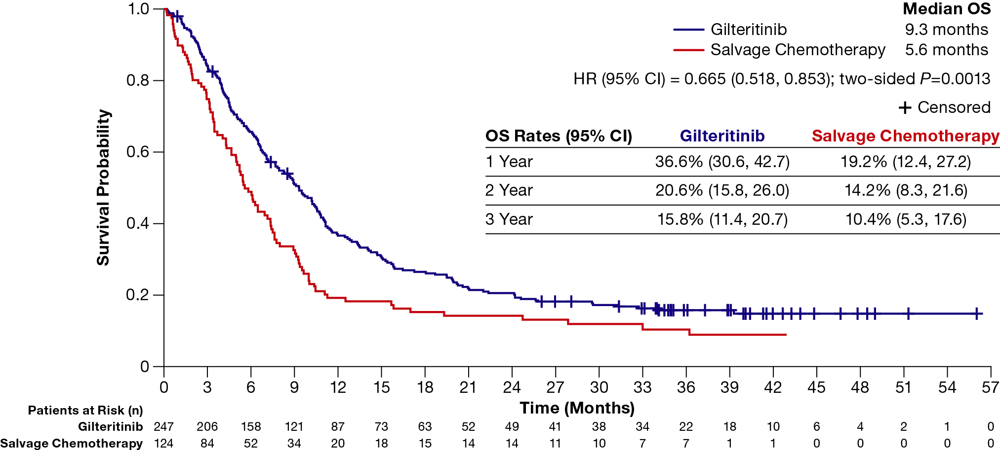 Median OS
Gilteritinib 9.3 months
Salvage Chemotherapy 5.6 months
HR (95% CI) = 0.665 (0.518, 0.853); two-sided P=0.0013
+ Censored
OS Rates (95% CI) Gilteritinib Salvage Chemotherapy
1 Year 36.6% (30.6, 42.7) 19.2% (12.4, 27.2)
2 Year 20.6% (15.8, 26.0) 14.2% (8.3, 21.6)
3 Year 15.8% (11.4, 20.7) 10.4% (5.3, 17.6)
Survival Probability
1.0
0.8
0.6
0.4
0.2
0
0 3 6 9 12 15 18 21 24 27 30 33 36 39 42 45 48 51 54 57
Time (Months)
Patients at Risk (n)
Gilteritinib 247 206 158 121 87 73 63 52 49 41 38 34 22 18 10 6 4 2 1 0
Salvage Chemotherapy 124 84 52 34 20 18 15 14 14 11 10 7 7 1 1 0 0 0 0 0